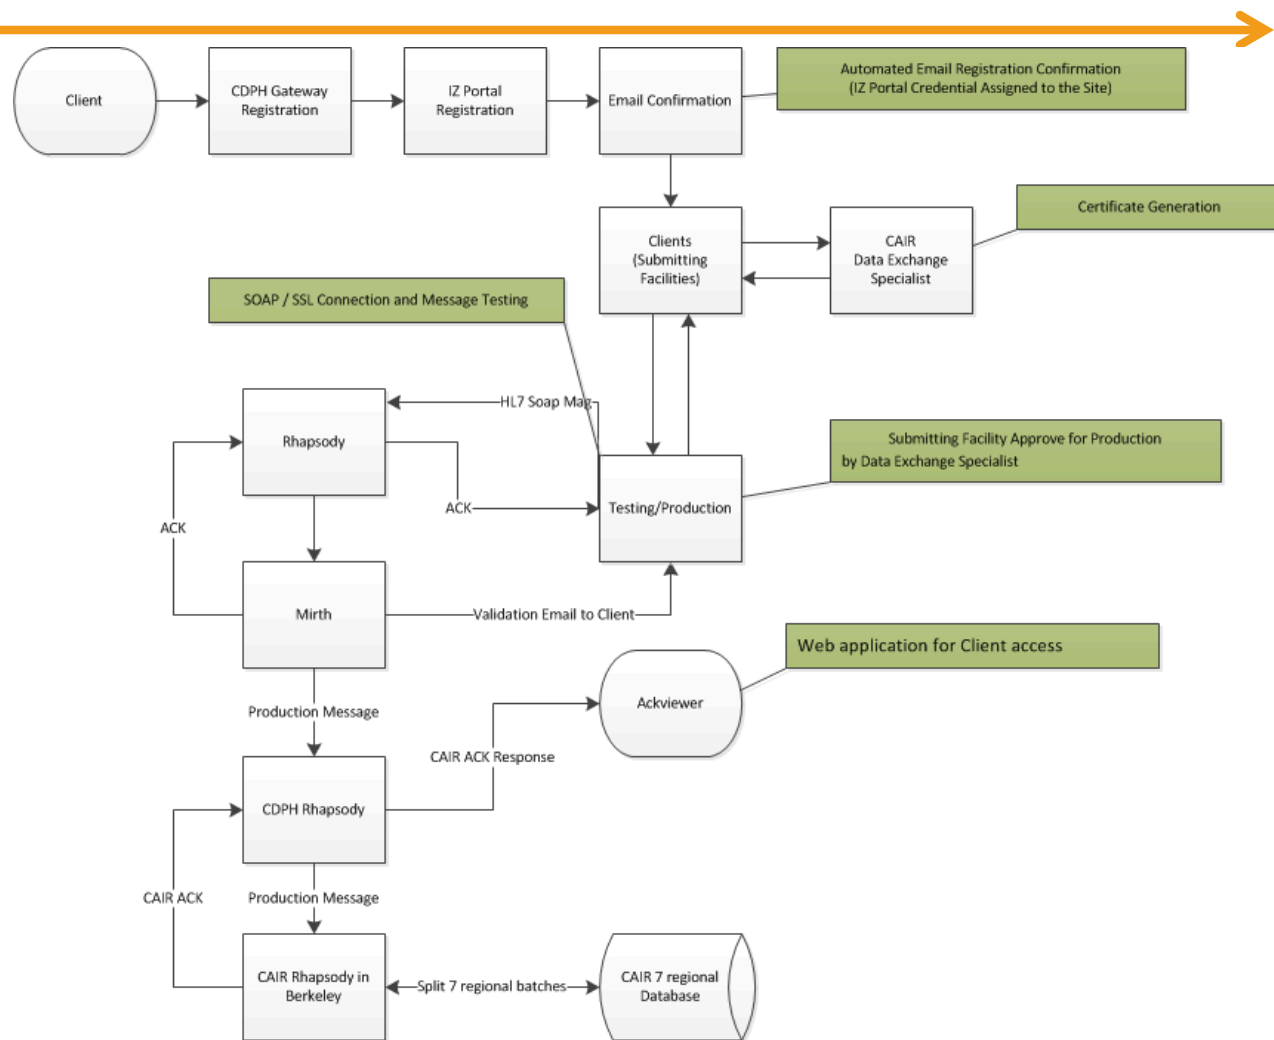 Client
CDPH Gateway
Registration
IZ Portal
Registration
Email Confirmation
Automated Email Registration Confirmation
(IZ Portal Credential Assigned to the Site)
Clients
(Submitting
Facilities)
CAIR
Data Exchange
Specialist
Certificate Generation
SOAP / SSL Connection and Message Testing
HL7 Soap Mag
Rhapsody
Submitting Facility Approve for Production
by Data Exchange Specialist
ACK
Testing/Production
ACK
Mirth
Validation Email to Client
Web application for Client access
Ackviewer
Production Message
CAIR ACK Response
CDPH Rhapsody
CAIR ACK
Production Message
CAIR Rhapsody in
Berkeley
Split 7 regional batches
CAIR 7 regional
Database